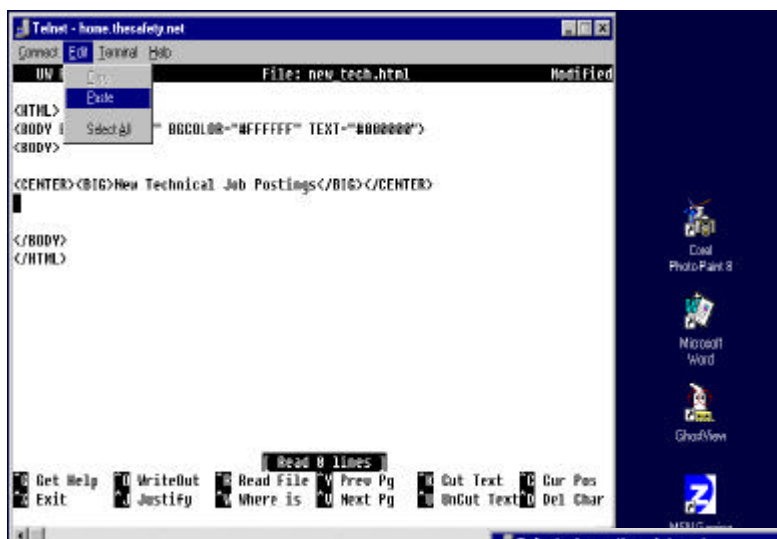 Telnet - home.thesafety.net
Connect Edit Terminal Help
UW File: new_tech.html Modified
Copy
Paste
Select All
<HTML>
<BODY " BGCOLOR="#FFFFFF" TEXT="#000000">
<BODY>
<CENTER><BIG>New Technical Job Postings</BIG></CENTER>
</BODY>
</HTML>
[ Read 8 lines ]
^G Get Help ^O WriteOut ^R Read File ^Y Prev Pg ^K Cut Text ^C Cur Pos
^X Exit ^J Justify ^W Where is ^V Next Pg ^U UnCut Text ^D Del Char
Corel
Photo-Paint 8
Microsoft
Word
GhostView